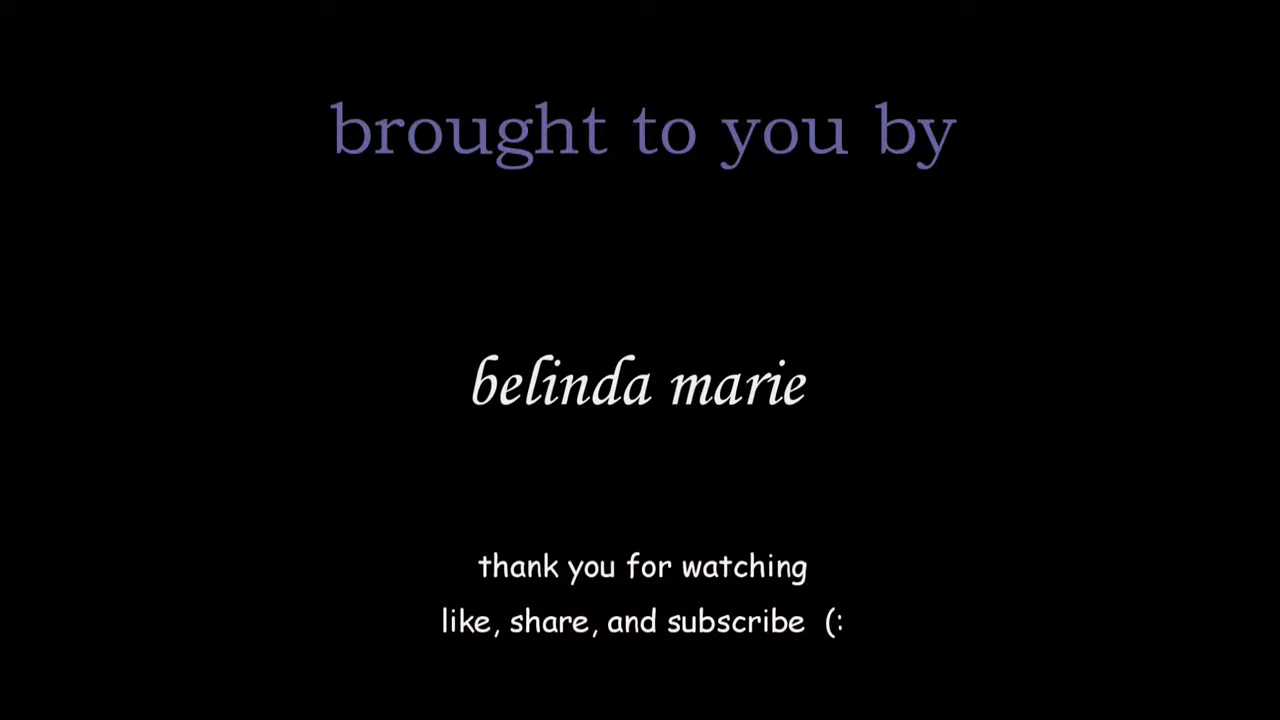 brought to you by
belinda marie
thank you for watching
like, share, and subscribe (: